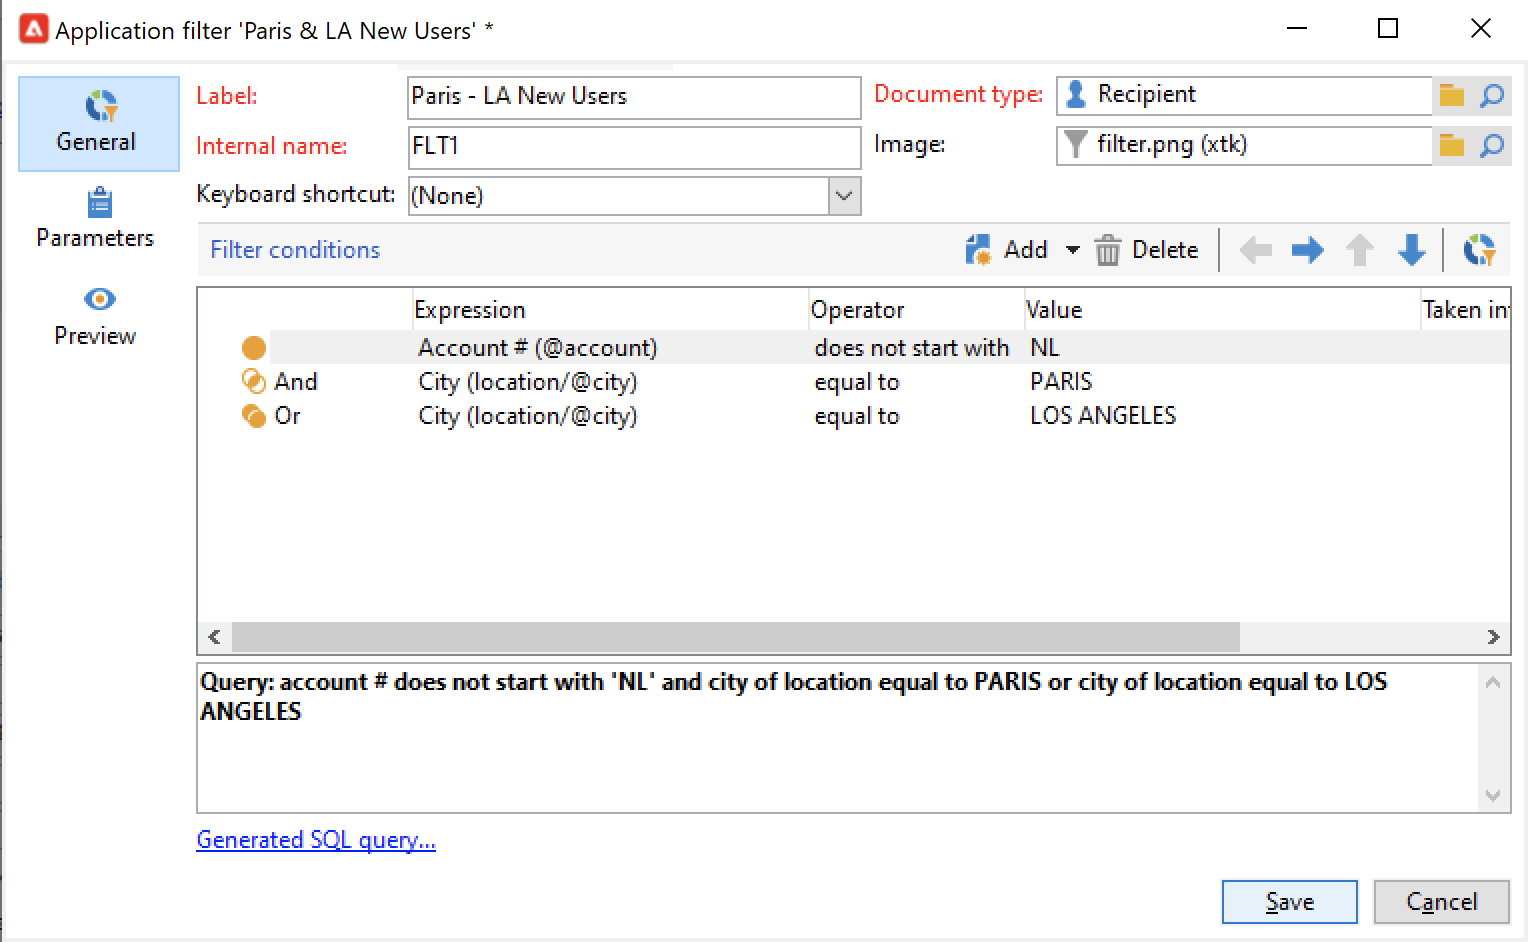 Application filter 'Paris & LA New Users' *
General
Parameters
Preview
Label: Paris - LA New Users
Document type: Recipient
Internal name: FLT1
Image: filter.png (xtk)
Keyboard shortcut: (None)
Filter conditions Add Delete
Expression Operator Value Taken in
Account # (@account) does not start with NL
And City (location/@city) equal to PARIS
Or City (location/@city) equal to LOS ANGELES
Query: account # does not start with 'NL' and city of location equal to PARIS or city of location equal to LOS
ANGELES
Generated SQL query...
Save Cancel